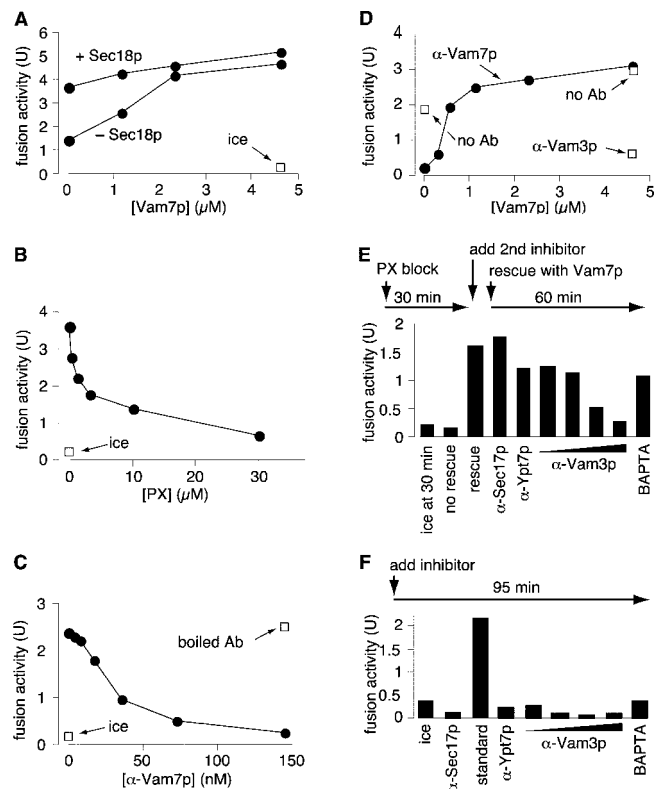 A
fusion activity (U)
6
5
4
3
2
1
0
+ Sec18p
– Sec18p
ice
0 1 2 3 4 5
[Vam7p] (µM)
B
fusion activity (U)
4
3
2
1
0
ice
0 10 20 30
[PX] (µM)
C
fusion activity (U)
3
2
1
0
boiled Ab
ice
0 50 100 150
[α-Vam7p] (nM)
D
fusion activity (U)
4
3
2
1
0
α-Vam7p
no Ab
no Ab
α-Vam3p
0 1 2 3 4 5
[Vam7p] (µM)
E
add 2nd inhibitor
PX block
rescue with Vam7p
30 min
60 min
fusion activity (U)
2
1.5
1
0.5
0
ice at 30 min
no rescue
rescue
α-Sec17p
α-Ypt7p
α-Vam3p
BAPTA
F
add inhibitor
95 min
fusion activity (U)
2
1.5
1
0.5
0
ice
α-Sec17p
standard
α-Ypt7p
α-Vam3p
BAPTA